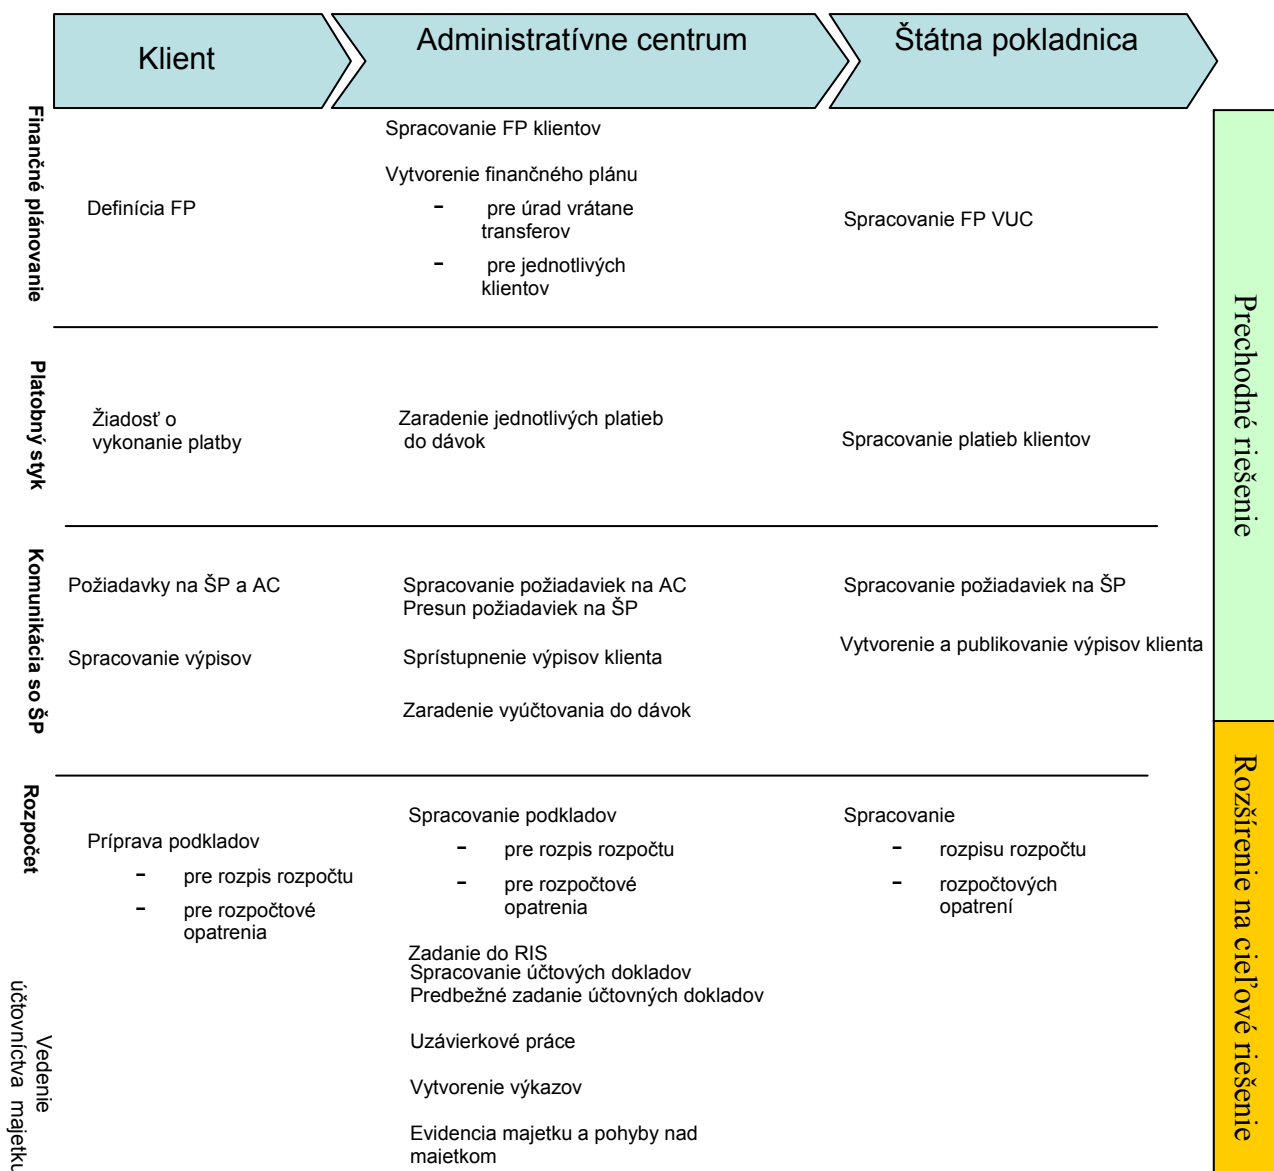 Klient
Administratívne centrum
Štátna pokladnica
Finančné plánovanie
Definícia FP
Spracovanie FP klientov
Vytvorenie finančného plánu
- pre úrad vrátane
transferov
- pre jednotlivých
klientov
Spracovanie FP VUC
Platobný styk
Žiadosť o
vykonanie platby
Zaradenie jednotlivých platieb
do dávok
Spracovanie platieb klientov
Prechodné riešenie
Komunikácia so ŠP
Požiadavky na ŠP a AC
Spracovanie výpisov
Spracovanie požiadaviek na AC
Presun požiadaviek na ŠP
Sprístupnenie výpisov klienta
Zaradenie vyúčtovania do dávok
Spracovanie požiadaviek na ŠP
Vytvorenie a publikovanie výpisov klienta
Rozpočet
Príprava podkladov
- pre rozpis rozpočtu
- pre rozpočtové
opatrenia
Spracovanie podkladov
- pre rozpis rozpočtu
- pre rozpočtové
opatrenia
Zadanie do RIS
Spracovanie
- rozpisu rozpočtu
- rozpočtových
opatrení
Rozšírenie na cieľové riešenie
Vedenie
účtovníctva majetku
Spracovanie účtových dokladov
Predbežné zadanie účtovných dokladov
Uzávierkové práce
Vytvorenie výkazov
Evidencia majetku a pohyby nad
majetkom